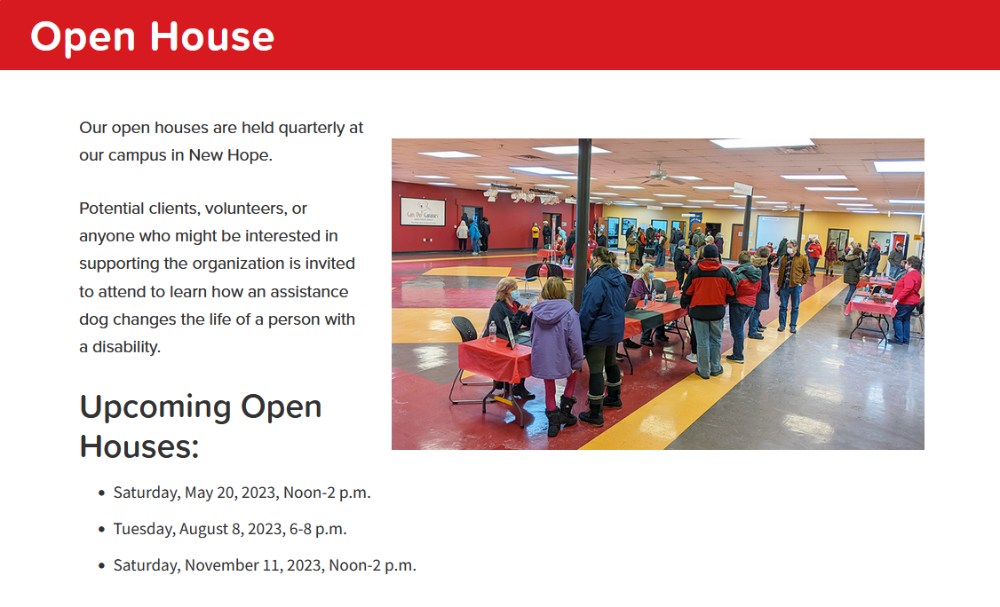 Open House
Our open houses are held quarterly at
our campus in New Hope.
Potential clients, volunteers, or
anyone who might be interested in
supporting the organization is invited
to attend to learn how an assistance
dog changes the life of a person with
a disability.
Can Do Canines
Upcoming Open
Houses:
• Saturday, May 20, 2023, Noon-2 p.m.
• Tuesday, August 8, 2023, 6-8 p.m.
• Saturday, November 11, 2023, Noon-2 p.m.